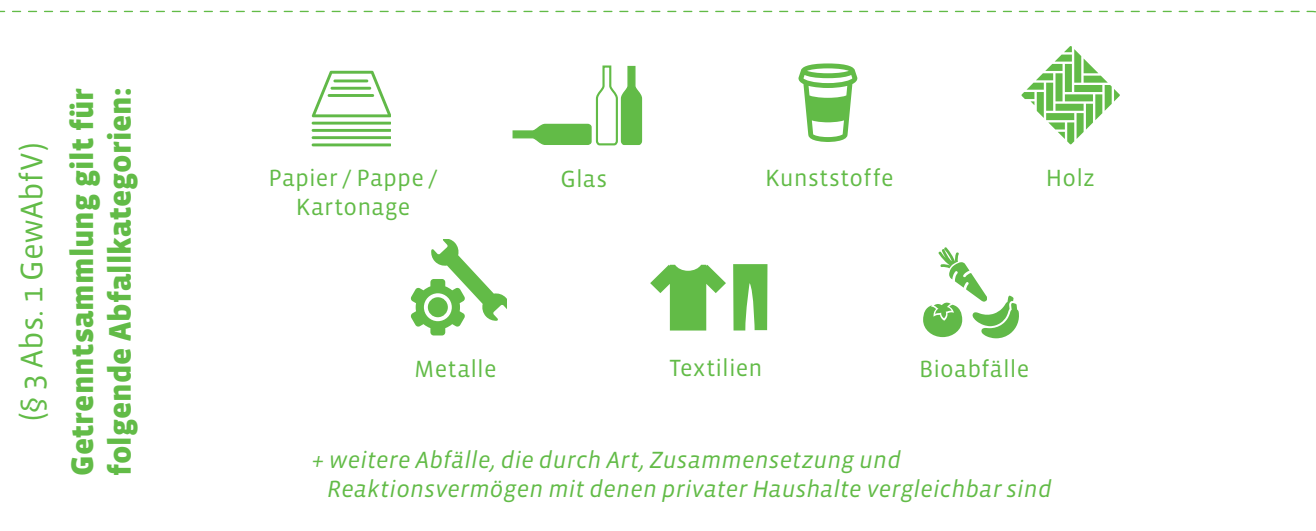 (§ 3 Abs. 1 GewAbfV)
Getrenntsammlung gilt für
folgende Abfallkategorien:
Papier / Pappe /
Kartonage
Glas
Kunststoffe
Holz
Metalle
Textilien
Bioabfälle
+ weitere Abfälle, die durch Art, Zusammensetzung und
Reaktionsvermögen mit denen privater Haushalte vergleichbar sind